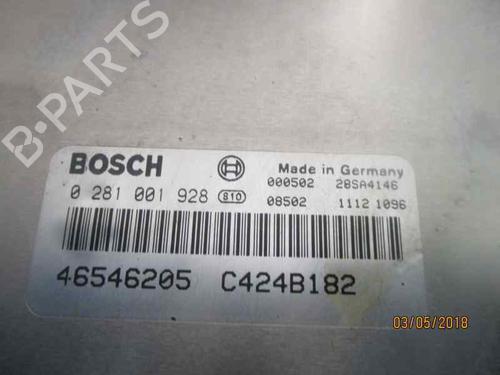 B-PARTS
BOSCH Made in Germany
0 281 001 928 810 000502 28SA4146
08502 1112 1096
46546205 C424B182
03/05/2018